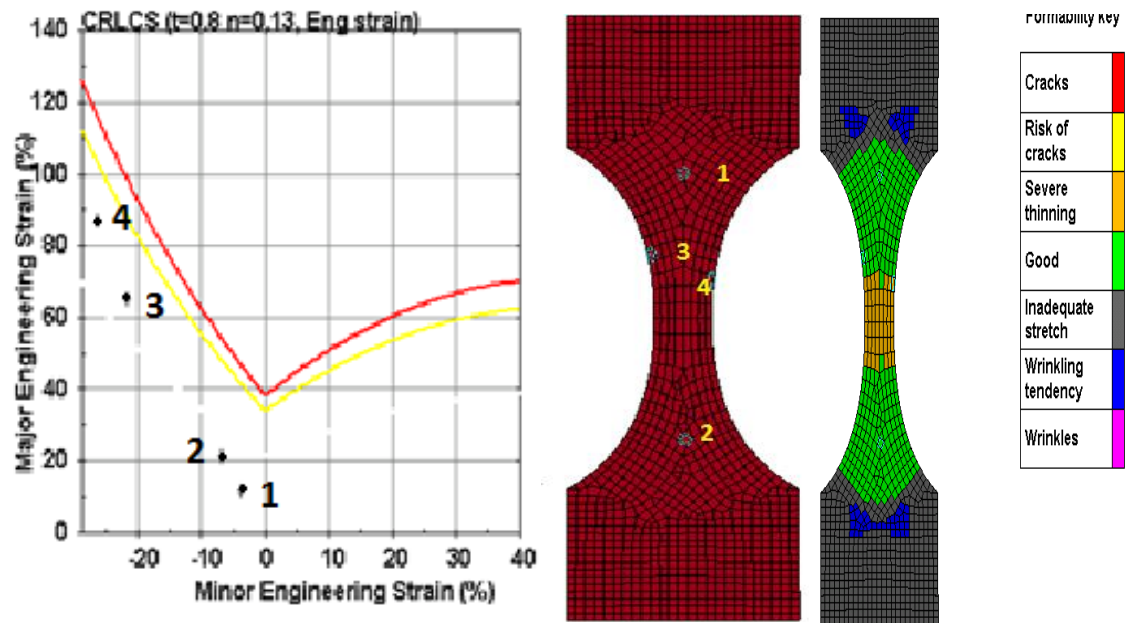 CRLCS (t=0.8 n=0.13, Eng strain)
Major Engineering Strain (%)
140
120
100
80
60
40
20
0
4
3
2
1
-20
-10
0
10
20
30
40
Minor Engineering Strain (%)
1
3
4
2
Formability key
Cracks
Risk of
cracks
Severe
thinning
Good
Inadequate
stretch
Wrinkling
tendency
Wrinkles